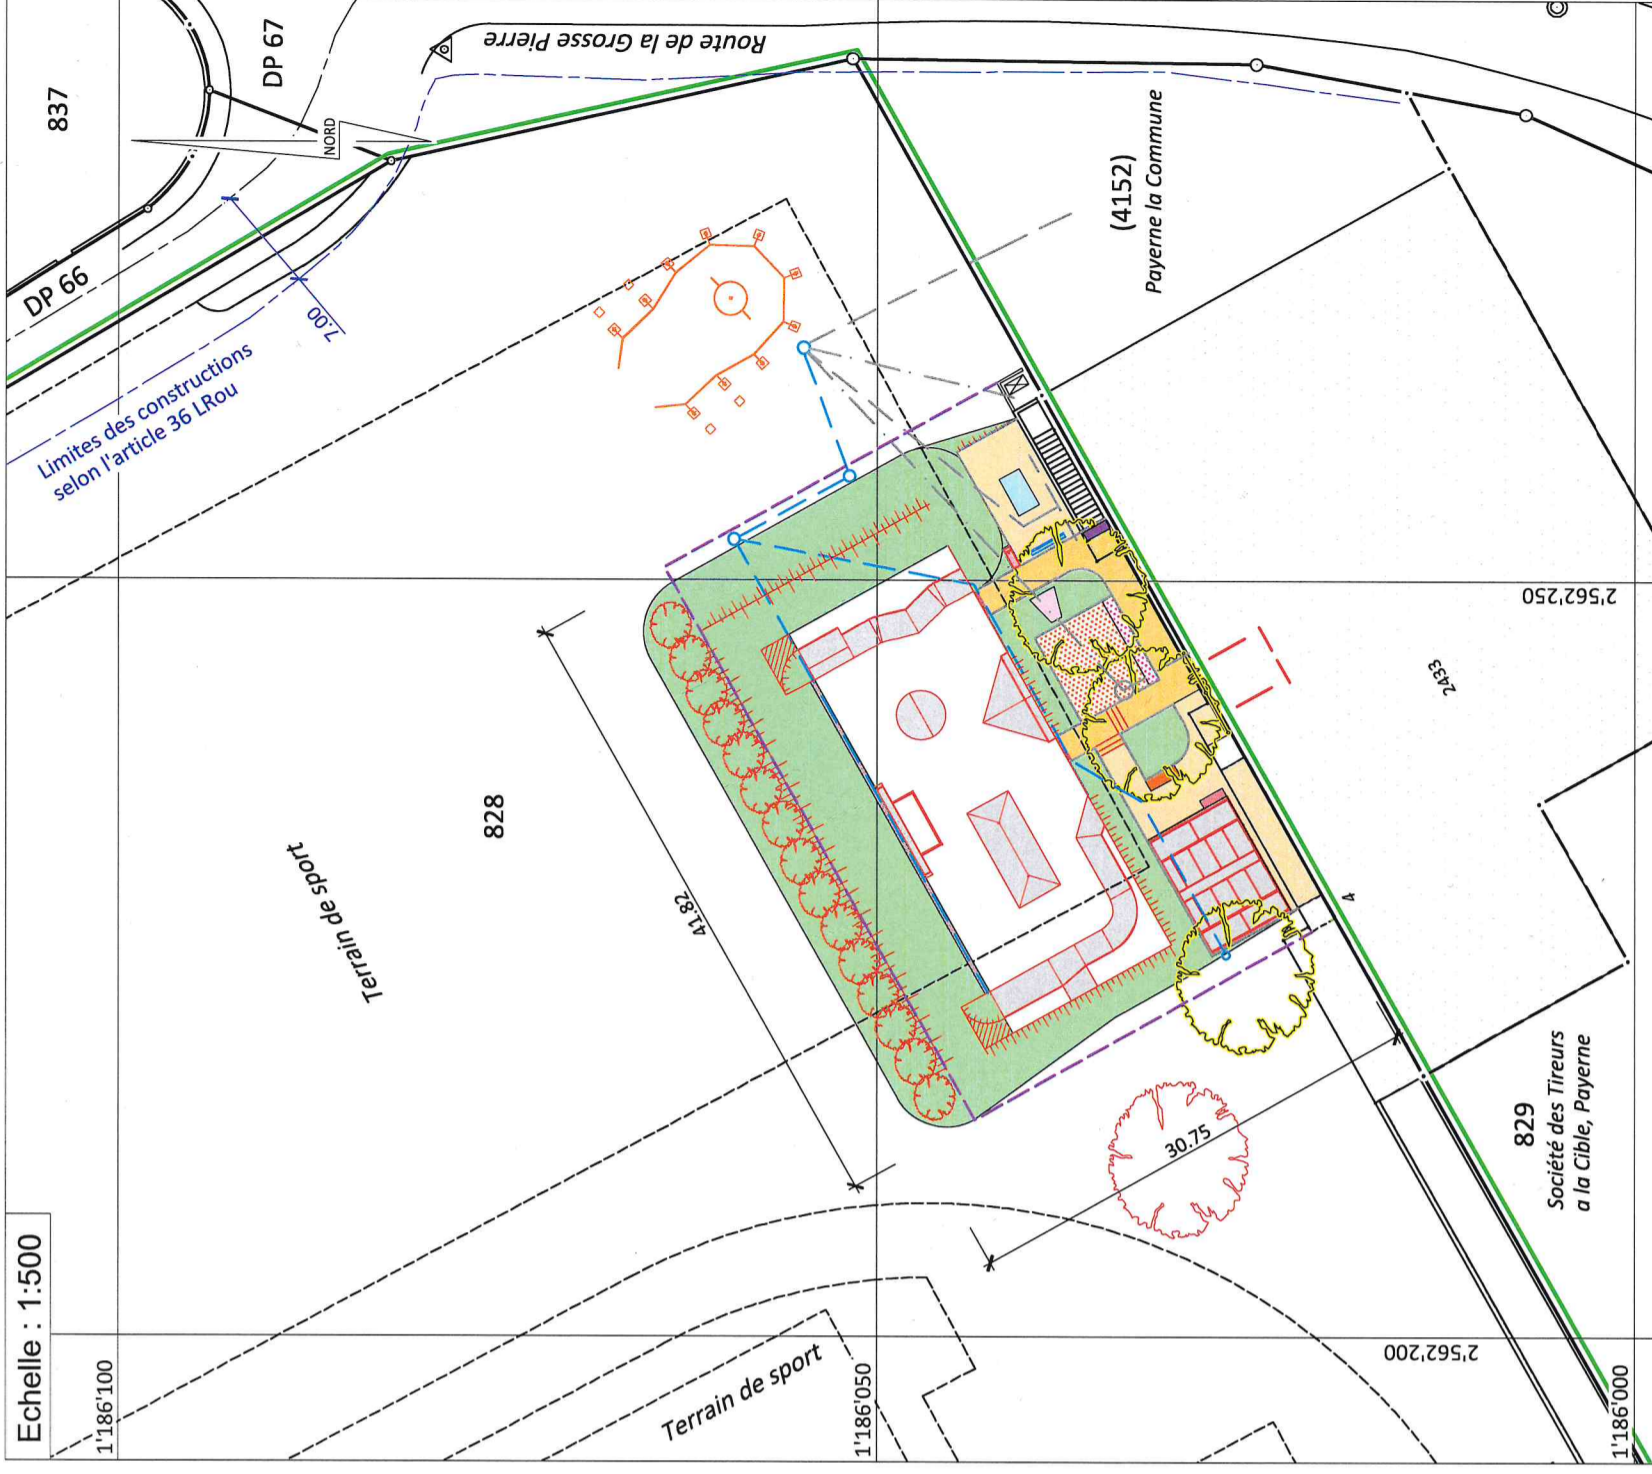 Echelle : 1:500
837
DP 67
Route de la Grosse Pierre
NORD
DP 66
7.00
Limites des constructions
selon l'article 36 LRou
(4152)
Payerne la Commune
828
Terrain de sport
41.82
2'562'250
2433
4
30.75
829
Société des Tireurs
a la Cible, Payerne
Terrain de sport
2'562'200
1'186'100
1'186'050
1'186'000